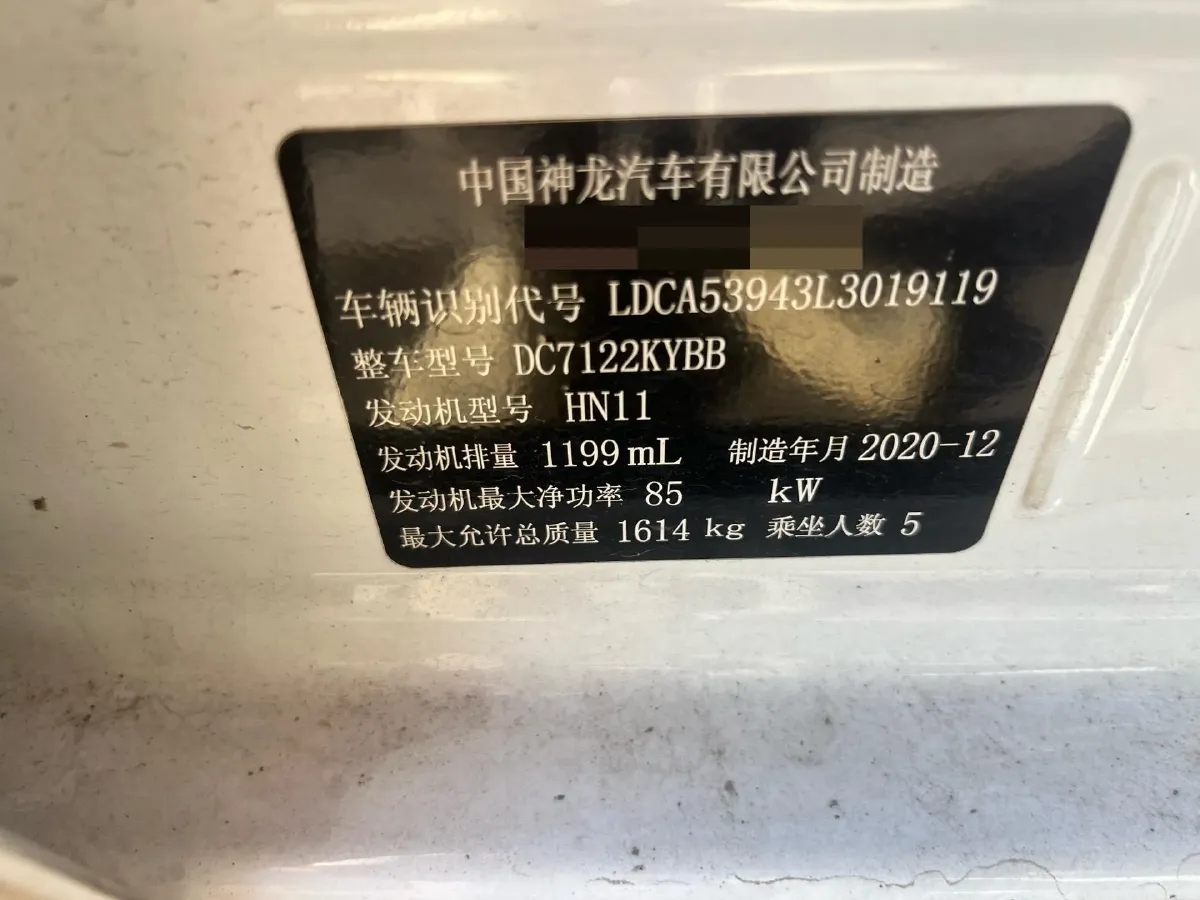 中国神龙汽车有限公司制造
车辆识别代号 LDCA53943L3019119
整车型号 DC7122KYBB
发动机型号 HN11
发动机排量 1199 mL 制造年月 2020-12
发动机最大净功率 85 kW
最大允许总质量 1614 kg 乘坐人数 5